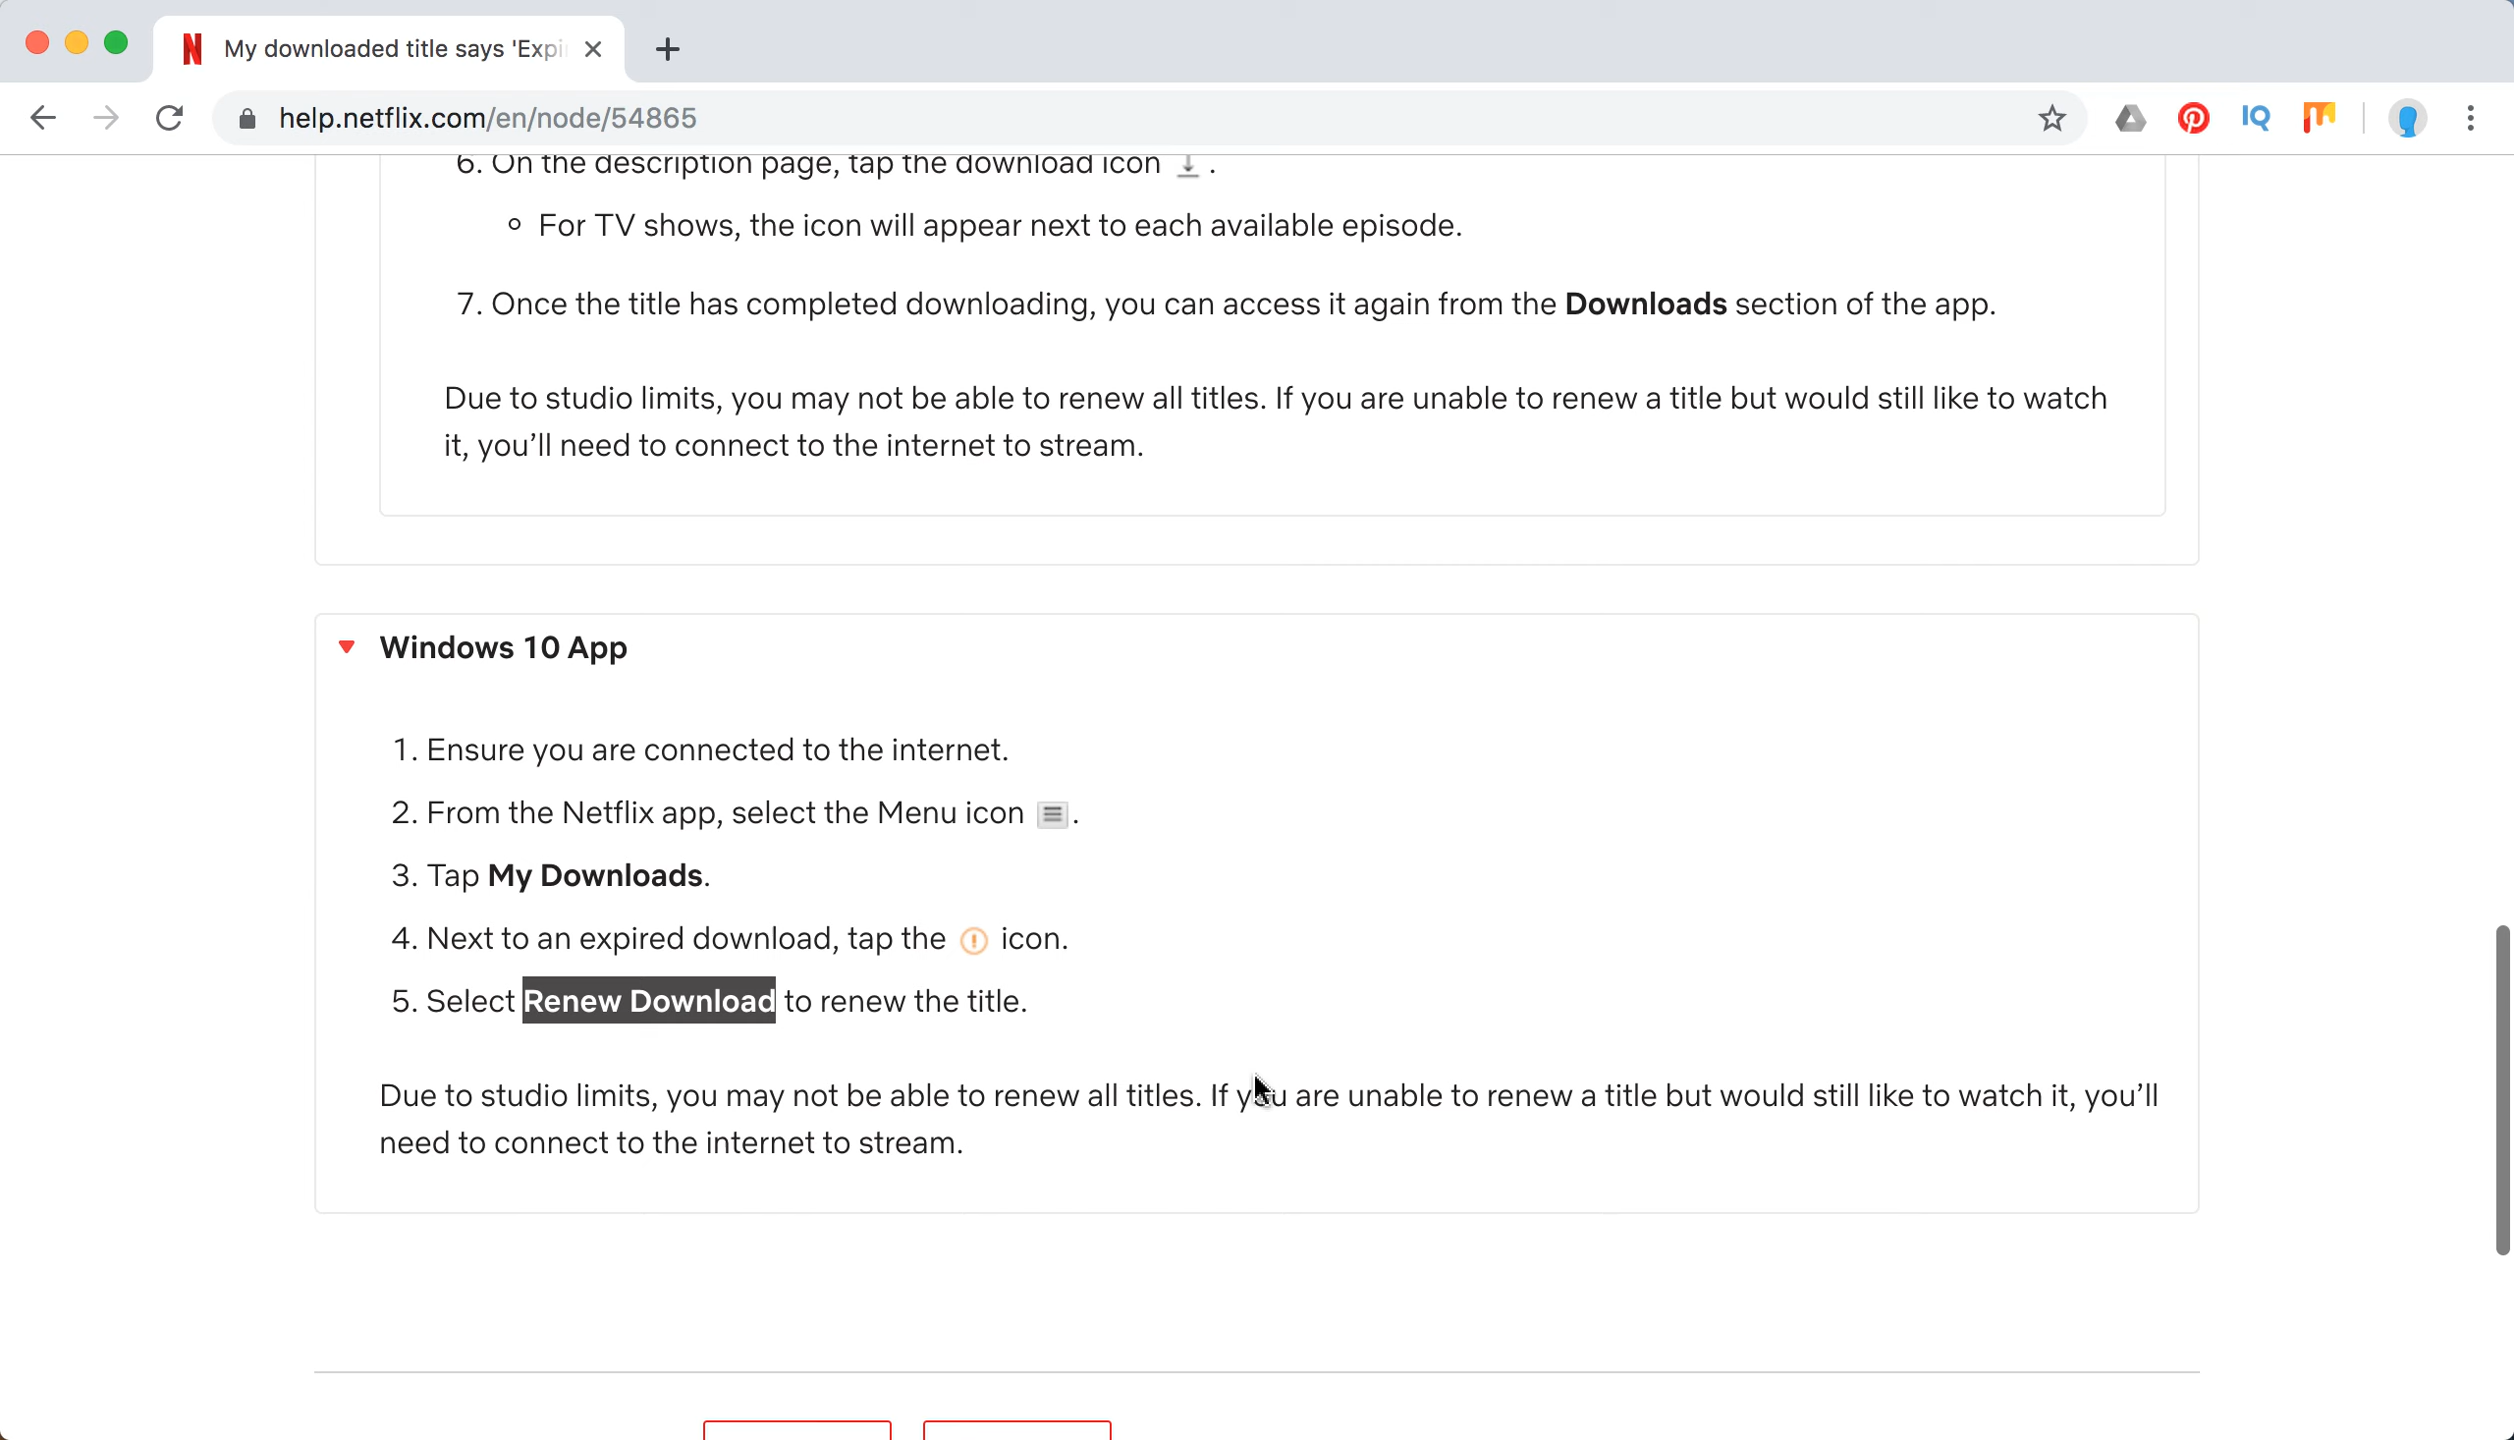 My downloaded title says 'Expi
help.netflix.com/en/node/54865
IQ
6. On the description page, tap the download icon .
For TV shows, the icon will appear next to each available episode.
7. Once the title has completed downloading, you can access it again from the Downloads section of the app.
Due to studio limits, you may not be able to renew all titles. If you are unable to renew a title but would still like to watch
it, you’ll need to connect to the internet to stream.
Windows 10 App
1. Ensure you are connected to the internet.
2. From the Netflix app, select the Menu icon .
3. Tap My Downloads.
4. Next to an expired download, tap the icon.
5. Select Renew Download to renew the title.
Due to studio limits, you may not be able to renew all titles. If you are unable to renew a title but would still like to watch it, you’ll
need to connect to the internet to stream.